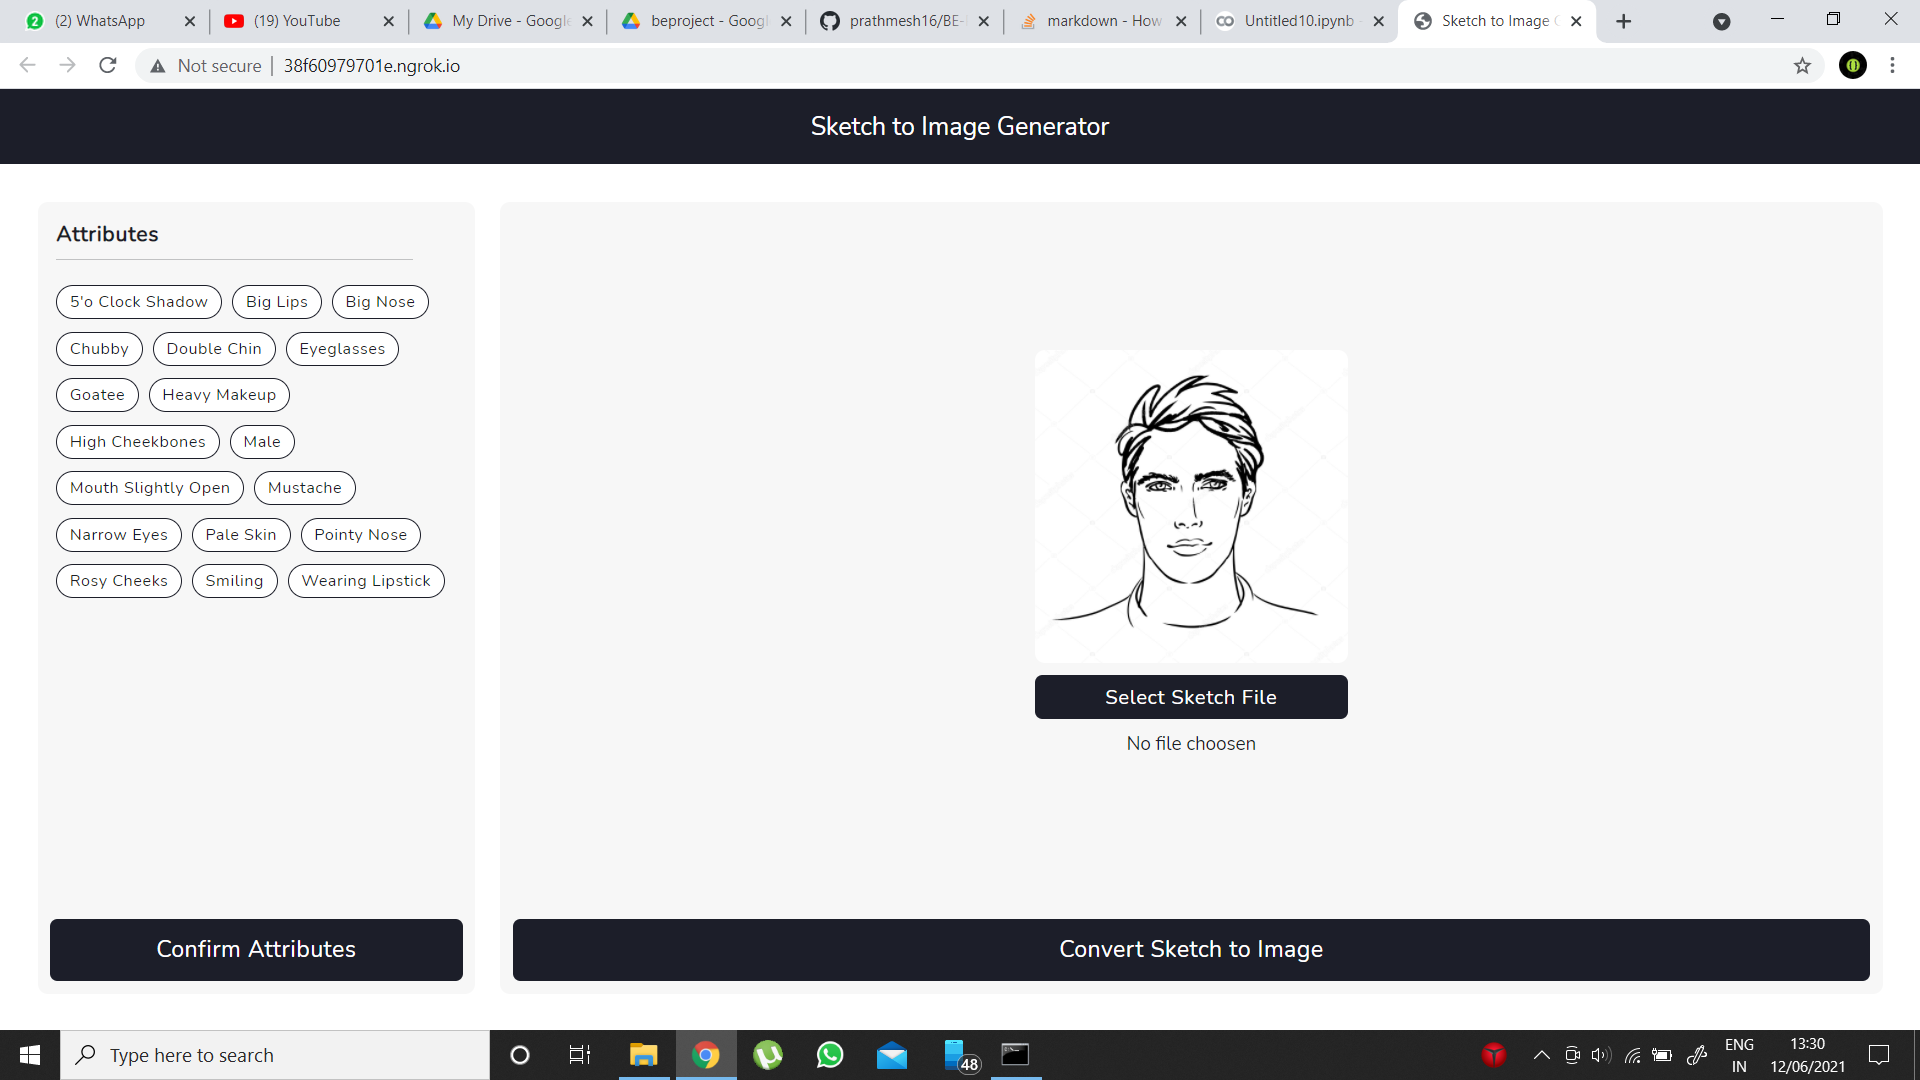 (2) WhatsApp
(19) YouTube
My Drive - Google
beproject - Googl
prathmesh16/BE-
markdown - How
Untitled10.ipynb -
Sketch to Image G
Not secure | 38f60979701e.ngrok.io
Sketch to Image Generator
Attributes
5'o Clock Shadow Big Lips Big Nose
Chubby Double Chin Eyeglasses
Goatee Heavy Makeup
High Cheekbones Male
Mouth Slightly Open Mustache
Narrow Eyes Pale Skin Pointy Nose
Rosy Cheeks Smiling Wearing Lipstick
Confirm Attributes
Select Sketch File
No file choosen
Convert Sketch to Image
Type here to search
48
ENG
IN
13:30
12/06/2021